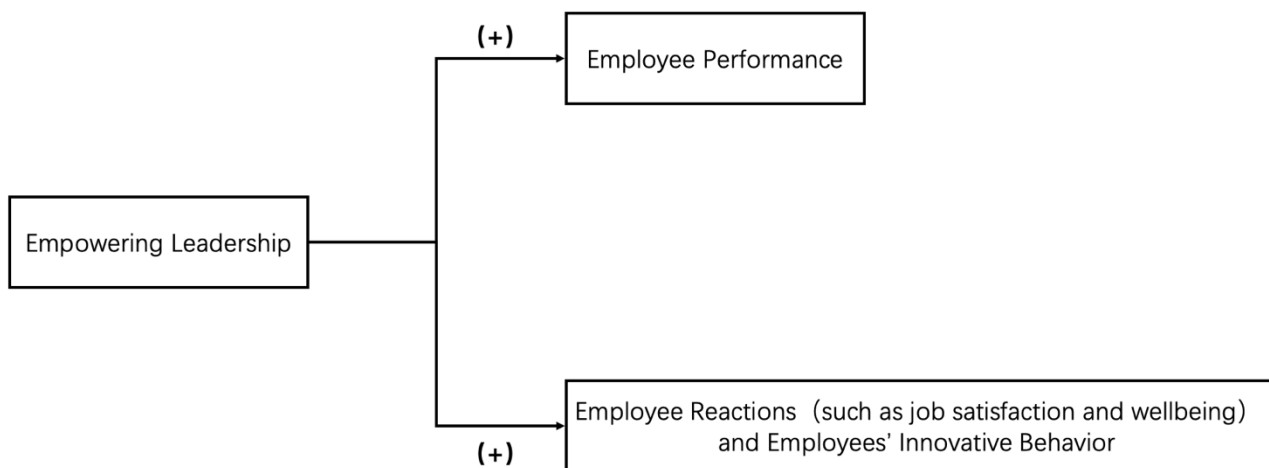 (+)
Employee Performance
Empowering Leadership
Employee Reactions（such as job satisfaction and wellbeing）
and Employees' Innovative Behavior
(+)